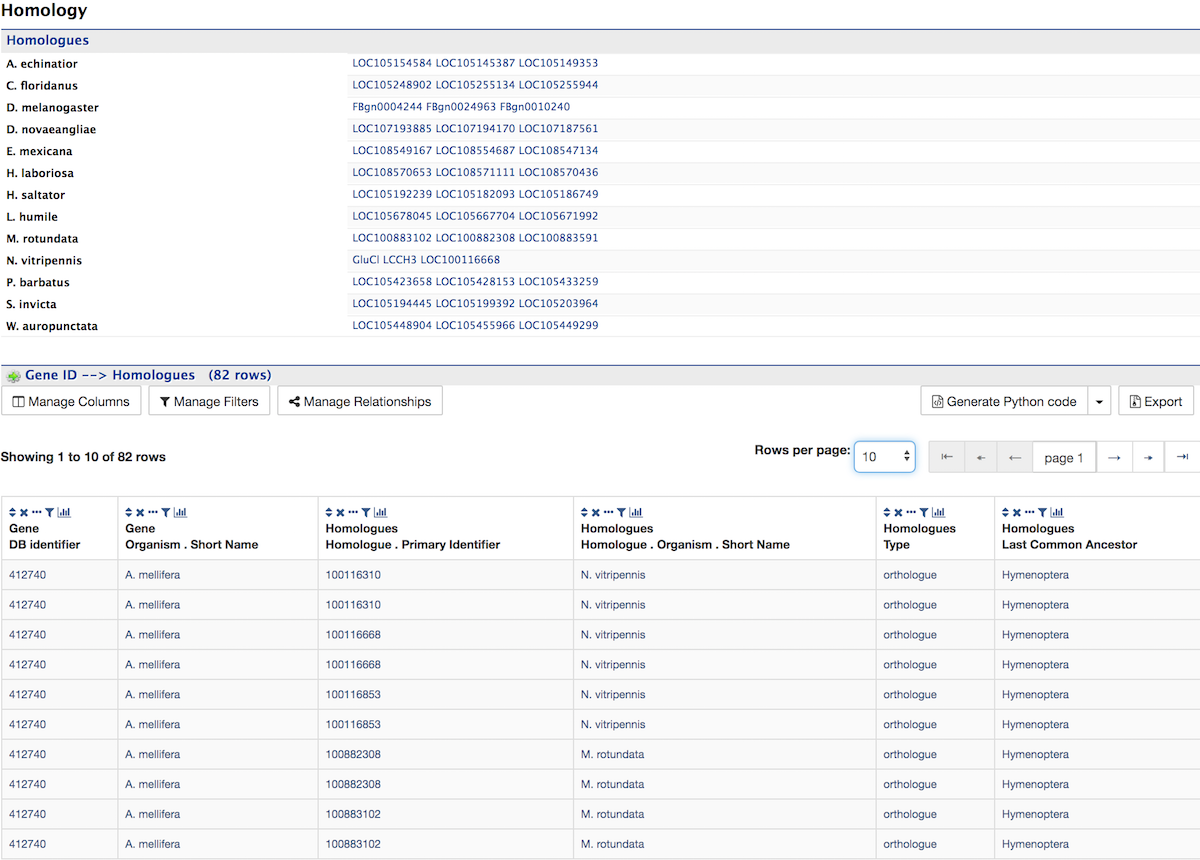 Homology
Homologues
A. echinatior LOC105154584 LOC105145387 LOC105149353
C. floridanus LOC105248902 LOC105255134 LOC105255944
D. melanogaster FBgn0004244 FBgn0024963 FBgn0010240
D. novaeangliae LOC107193885 LOC107194170 LOC107187561
E. mexicana LOC108549167 LOC108554687 LOC108547134
H. laboriosa LOC108570653 LOC108571111 LOC108570436
H. saltator LOC105192239 LOC105182093 LOC105186749
L. humile LOC105678045 LOC105667704 LOC105671992
M. rotundata LOC100883102 LOC100882308 LOC100883591
N. vitripennis GluCl LCCH3 LOC100116668
P. barbatus LOC105423658 LOC105428153 LOC105433259
S. invicta LOC105194445 LOC105199392 LOC105203964
W. auropunctata LOC105448904 LOC105455966 LOC105449299
Gene ID --> Homologues (82 rows)
Manage Columns Manage Filters Manage Relationships Generate Python code Export
Showing 1 to 10 of 82 rows Rows per page: 10 page 1
Gene Gene Homologues Homologues Homologues Homologues
DB identifier Organism . Short Name Homologue . Primary Identifier Homologue . Organism . Short Name Type Last Common Ancestor
412740 A. mellifera 100116310 N. vitripennis orthologue Hymenoptera
412740 A. mellifera 100116310 N. vitripennis orthologue Hymenoptera
412740 A. mellifera 100116668 N. vitripennis orthologue Hymenoptera
412740 A. mellifera 100116668 N. vitripennis orthologue Hymenoptera
412740 A. mellifera 100116853 N. vitripennis orthologue Hymenoptera
412740 A. mellifera 100116853 N. vitripennis orthologue Hymenoptera
412740 A. mellifera 100882308 M. rotundata orthologue Hymenoptera
412740 A. mellifera 100882308 M. rotundata orthologue Hymenoptera
412740 A. mellifera 100883102 M. rotundata orthologue Hymenoptera
412740 A. mellifera 100883102 M. rotundata orthologue Hymenoptera